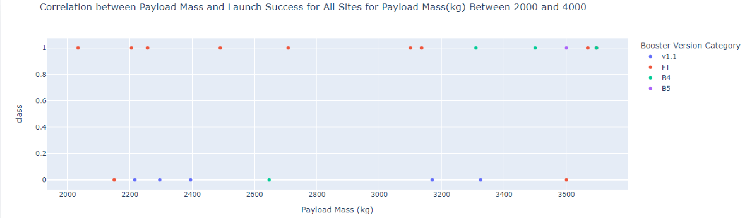 Correlation between Payload Mass and Launch Success for All Sites for Payload Mass(kg) Between 2000 and 4000
Booster Version Category
v1.1
FT
B4
B5
class
1
0.8
0.6
0.4
0.2
0
2000 2200 2400 2600 2800 3000 3200 3400 3600
Payload Mass (kg)